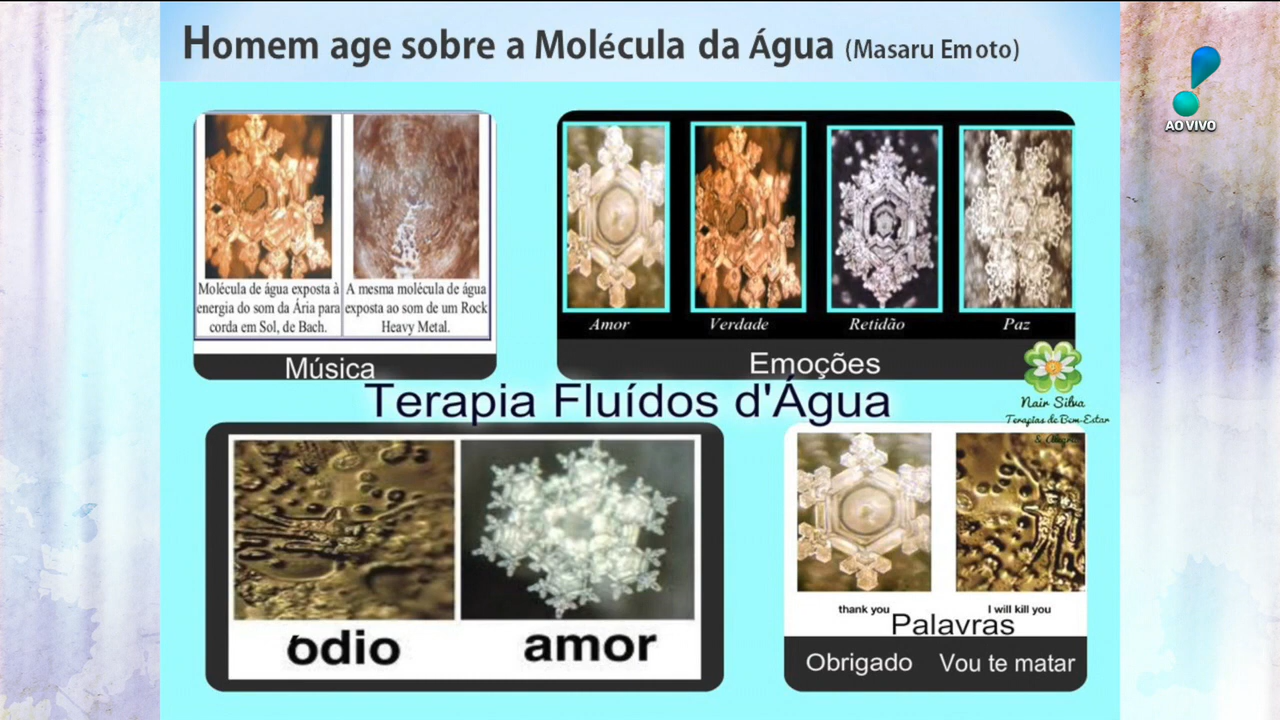 Homem age sobre a Molécula da Água (Masaru Emoto)
AO VIVO
Molécula de água exposta à
energia do som da Ária para
corda em Sol, de Bach.
A mesma molécula de água
exposta ao som de um Rock
Heavy Metal.
Música
Amor
Verdade
Retidão
Paz
Emoções
Terapia Fluídos d'Água
Nair Silva
Terapias de Bem-Estar
& Alegria
ódio
amor
thank you
I will kill you
Palavras
Obrigado
Vou te matar